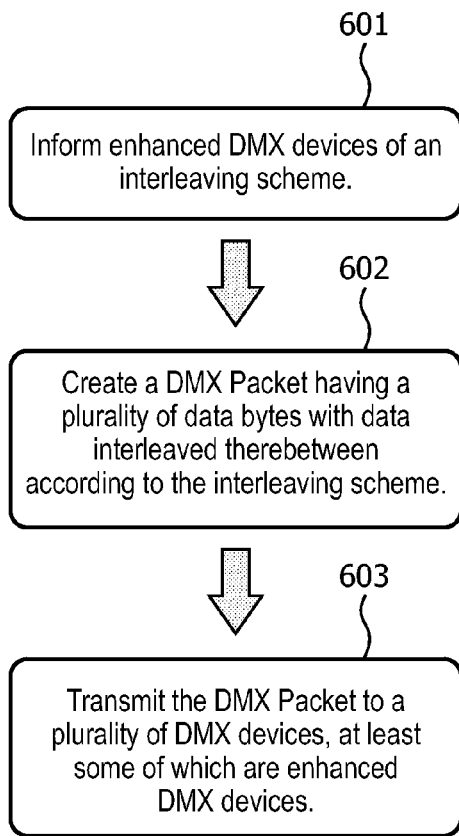 601
Inform enhanced DMX devices of an
interleaving scheme.
602
Create a DMX Packet having a
plurality of data bytes with data
interleaved therebetween
according to the interleaving scheme.
603
Transmit the DMX Packet to a
plurality of DMX devices, at least
some of which are enhanced
DMX devices.